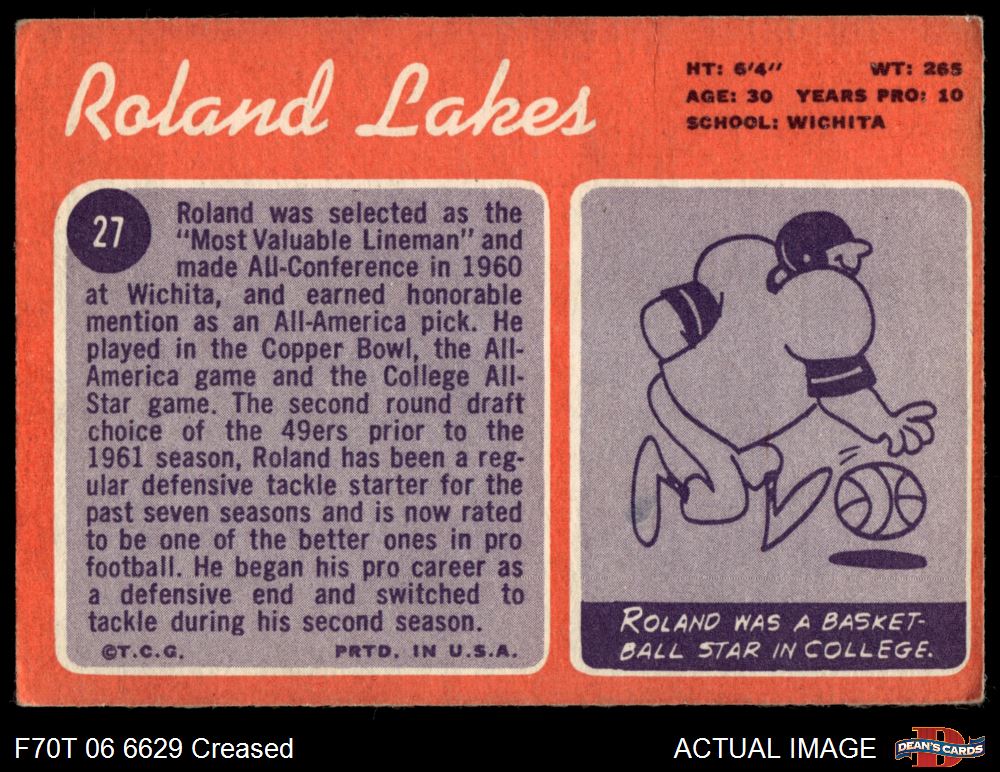 Roland Lakes
HT: 6'4" WT: 265
AGE: 30 YEARS PRO: 10
SCHOOL: WICHITA
27
Roland was selected as the
"Most Valuable Lineman" and
made All-Conference in 1960
at Wichita, and earned honorable
mention as an All-America pick. He
played in the Copper Bowl, the All-
America game and the College All-
Star game. The second round draft
choice of the 49ers prior to the
1961 season, Roland has been a reg-
ular defensive tackle starter for the
past seven seasons and is now rated
to be one of the better ones in pro
football. He began his pro career as
a defensive end and switched to
tackle during his second season.
©T.C.G. PRTD. IN U.S.A.
ROLAND WAS A BASKET-
BALL STAR IN COLLEGE.
F70T 06 6629 Creased
ACTUAL IMAGE
D
DEAN'S CARDS